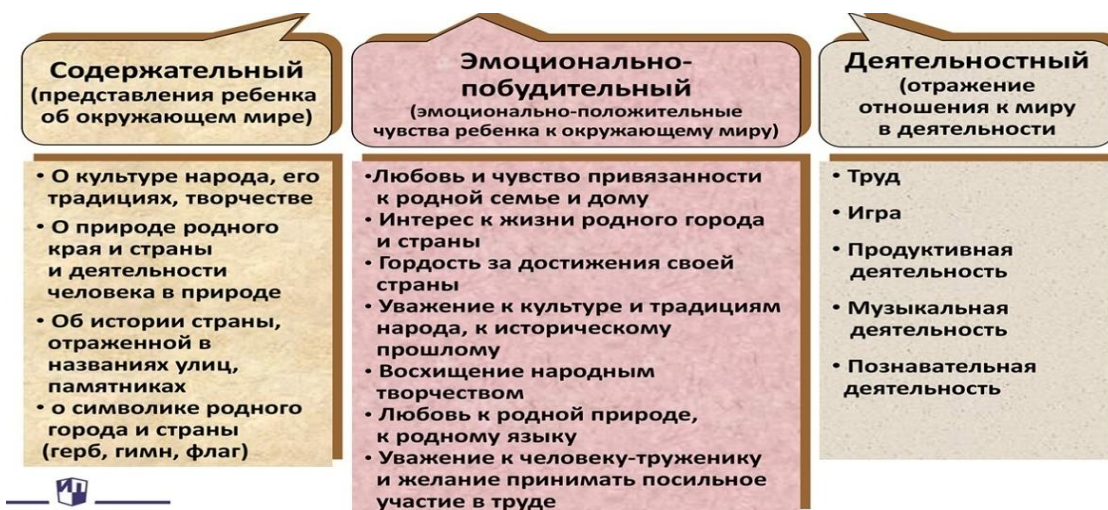 Содержательный
(представления ребенка
об окружающем мире)
• О культуре народа, его
традициях, творчестве
• О природе родного
края и страны
и деятельности
человека в природе
• Об истории страны,
отраженной в
названиях улиц,
памятниках
• о символике родного
города и страны
(герб, гимн, флаг)
Эмоционально-
побудительный
(эмоционально-положительные
чувства ребенка к окружающему миру)
•Любовь и чувство привязанности
к родной семье и дому
• Интерес к жизни родного города
и страны
• Гордость за достижения своей
страны
• Уважение к культуре и традициям
народа, к историческому
прошлому
• Восхищение народным
творчеством
• Любовь к родной природе,
к родному языку
• Уважение к человеку-труженику
и желание принимать посильное
участие в труде
Деятельностный
(отражение
отношения к миру
в деятельности
• Труд
• Игра
• Продуктивная
деятельность
• Музыкальная
деятельность
• Познавательная
деятельность